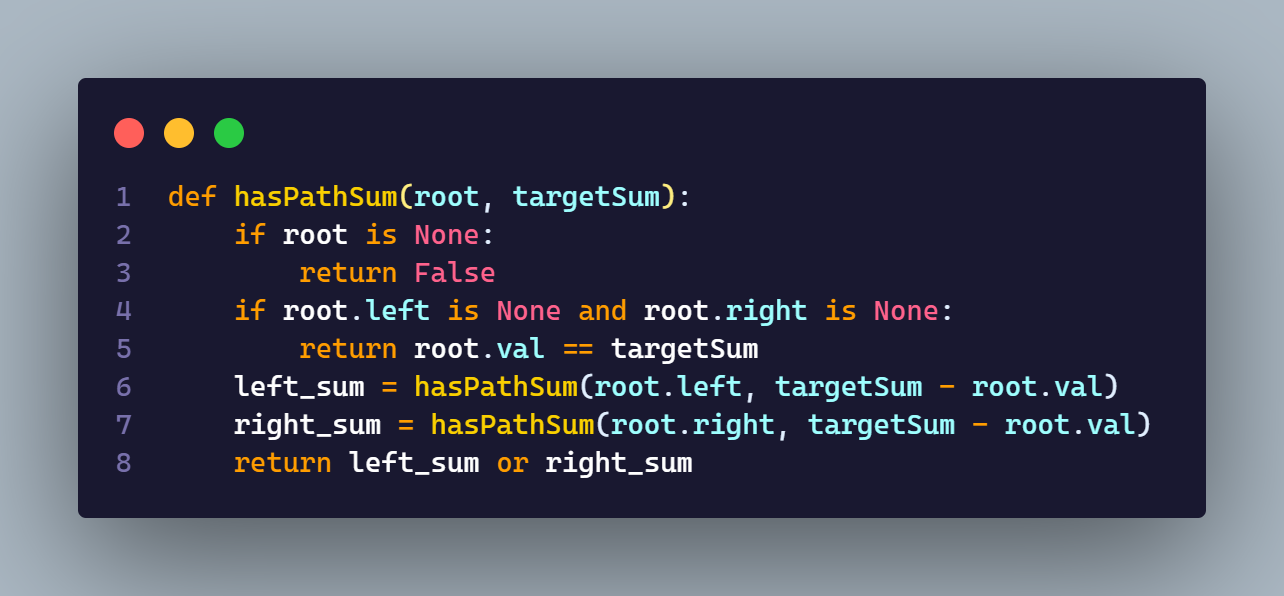 1 def hasPathSum(root, targetSum):
2     if root is None:
3         return False
4     if root.left is None and root.right is None:
5         return root.val == targetSum
6     left_sum = hasPathSum(root.left, targetSum - root.val)
7     right_sum = hasPathSum(root.right, targetSum - root.val)
8     return left_sum or right_sum